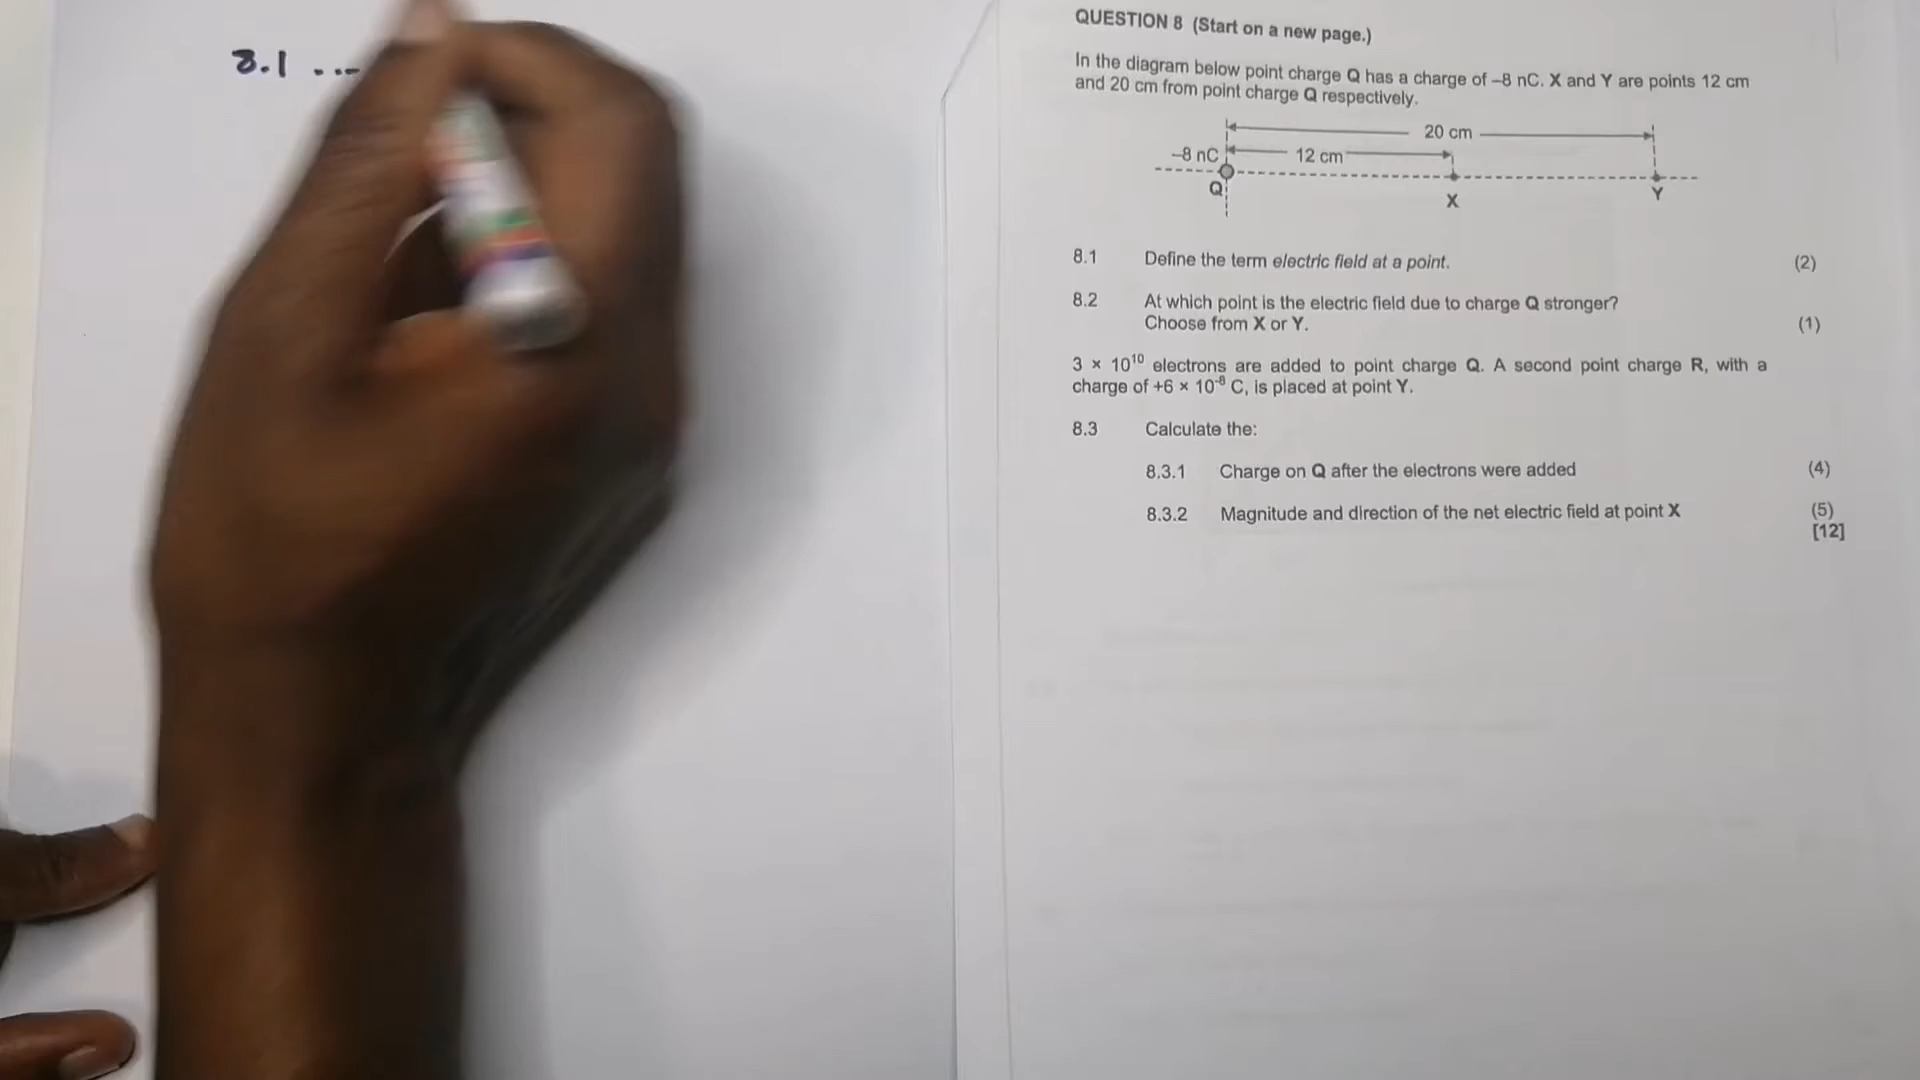 8.1 ...
QUESTION 8 (Start on a new page.)
In the diagram below point charge Q has a charge of –8 nC. X and Y are points 12 cm
and 20 cm from point charge Q respectively.
20 cm
–8 nC 12 cm
Q
X
Y
8.1 Define the term electric field at a point. (2)
8.2 At which point is the electric field due to charge Q stronger?
Choose from X or Y. (1)
3 × 10¹⁰ electrons are added to point charge Q. A second point charge R, with a
charge of +6 × 10⁻⁸ C, is placed at point Y.
8.3 Calculate the:
8.3.1 Charge on Q after the electrons were added (4)
8.3.2 Magnitude and direction of the net electric field at point X (5)
[12]